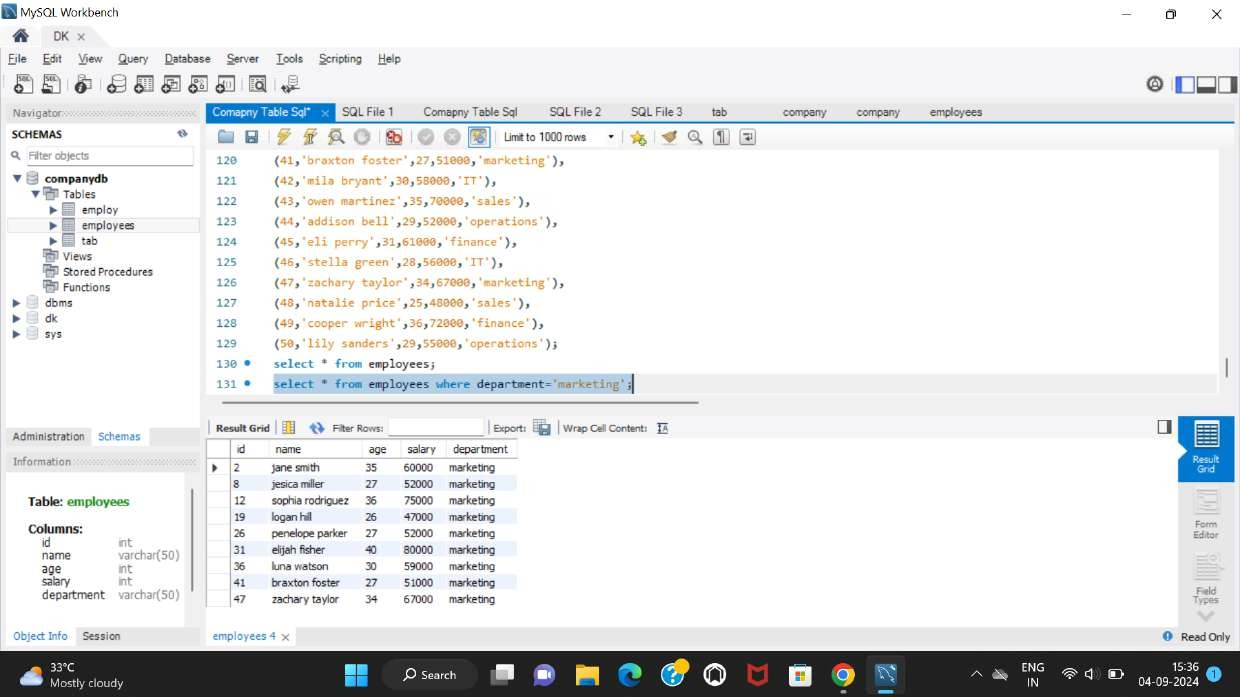 MySQL Workbench
DK
File Edit View Query Database Server Tools Scripting Help
Navigator
SCHEMAS
Filter objects
companydb
Tables
employ
employees
tab
Views
Stored Procedures
Functions
dbms
dk
sys
Administration Schemas
Information
Table: employees
Columns:
id int
name varchar(50)
age int
salary int
department varchar(50)
Object Info Session
Comapny Table Sql* SQL File 1 Comapny Table Sql SQL File 2 SQL File 3 tab company company employees
Limit to 1000 rows
120 (41,'braxton foster',27,51000,'marketing'),
121 (42,'mila bryant',30,58000,'IT'),
122 (43,'owen martinez',35,70000,'sales'),
123 (44,'addison bell',29,52000,'operations'),
124 (45,'eli perry',31,61000,'finance'),
125 (46,'stella green',28,56000,'IT'),
126 (47,'zachary taylor',34,67000,'marketing'),
127 (48,'natalie price',25,48000,'sales'),
128 (49,'cooper wright',36,72000,'finance'),
129 (50,'lily sanders',29,55000,'operations');
130 select * from employees;
131 select * from employees where department='marketing';
Result Grid Filter Rows: Export: Wrap Cell Content:
id name age salary department
2 jane smith 35 60000 marketing
8 jesica miller 27 52000 marketing
12 sophia rodriguez 36 75000 marketing
19 logan hill 26 47000 marketing
26 penelope parker 27 52000 marketing
31 elijah fisher 40 80000 marketing
36 luna watson 30 59000 marketing
41 braxton foster 27 51000 marketing
47 zachary taylor 34 67000 marketing
Result
Grid
Form
Editor
Field
Types
employees 4
Read Only
33°C
Mostly cloudy
Search
1
ENG
IN
15:36
04-09-2024
1